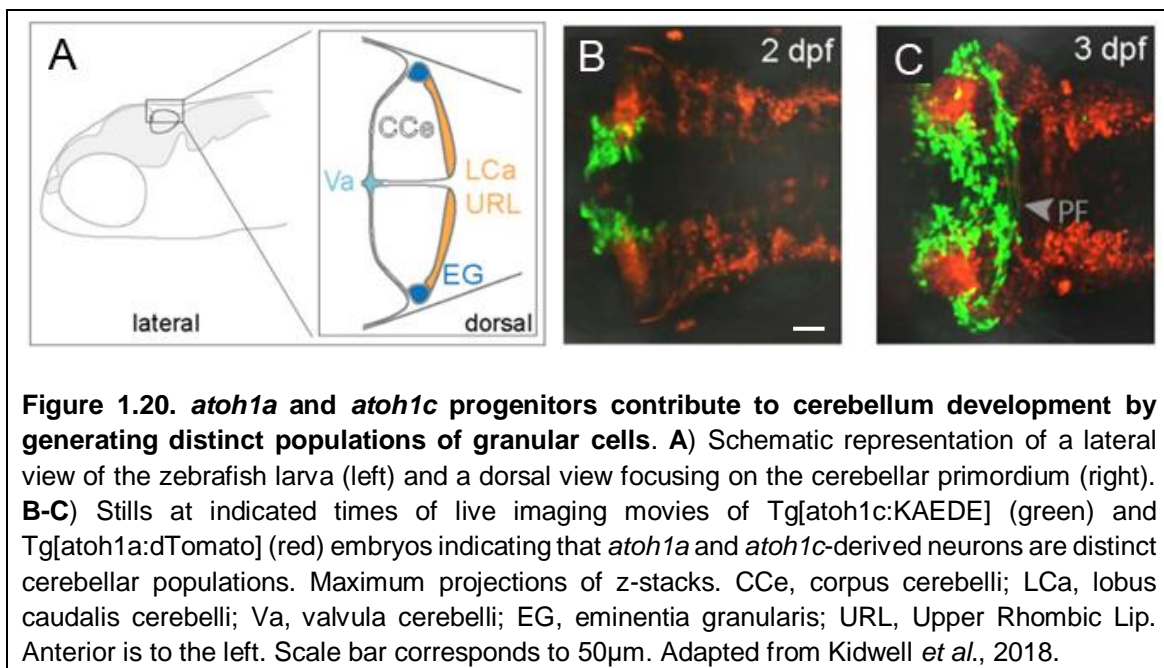 A
CCe
Va
LCa
URL
EG
lateral
dorsal
B
2 dpf
C
3 dpf
PF
Figure 1.20. atoh1a and atoh1c progenitors contribute to cerebellum development by
generating distinct populations of granular cells. A) Schematic representation of a lateral
view of the zebrafish larva (left) and a dorsal view focusing on the cerebellar primordium (right).
B-C) Stills at indicated times of live imaging movies of Tg[atoh1c:KAEDE] (green) and
Tg[atoh1a:dTomato] (red) embryos indicating that atoh1a and atoh1c-derived neurons are distinct
cerebellar populations. Maximum projections of z-stacks. CCe, corpus cerebelli; LCa, lobus
caudalis cerebelli; Va, valvula cerebelli; EG, eminentia granularis; URL, Upper Rhombic Lip.
Anterior is to the left. Scale bar corresponds to 50µm. Adapted from Kidwell et al., 2018.